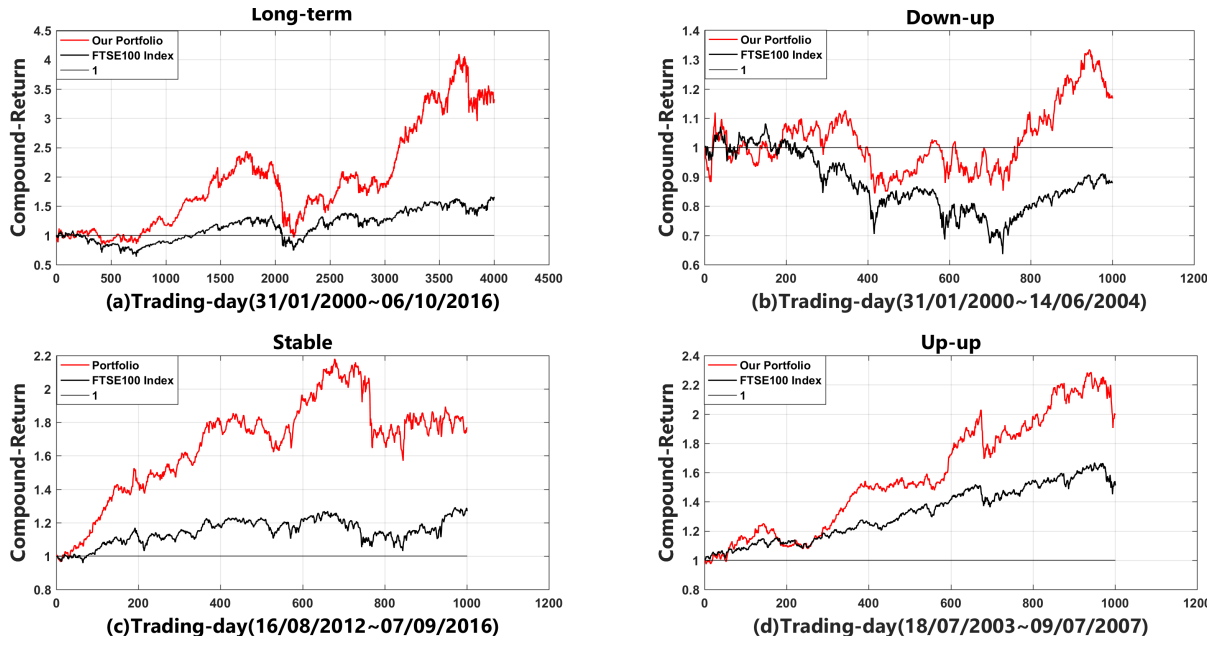 Long-term
Compound-Return
4.5
4
3.5
3
2.5
2
1.5
1
0.5
Our Portfolio
FTSE100 Index
1
0 500 1000 1500 2000 2500 3000 3500 4000 4500
(a)Trading-day(31/01/2000~06/10/2016)
Down-up
Compound-Return
1.4
1.3
1.2
1.1
1
0.9
0.8
0.7
0.6
Our Portfolio
FTSE100 Index
1
0 200 400 600 800 1000 1200
(b)Trading-day(31/01/2000~14/06/2004)
Stable
Compound-Return
2.2
2
1.8
1.6
1.4
1.2
1
0.8
Portfolio
FTSE100 Index
1
0 200 400 600 800 1000 1200
(c)Trading-day(16/08/2012~07/09/2016)
Up-up
Compound-Return
2.4
2.2
2
1.8
1.6
1.4
1.2
1
0.8
Our Portfolio
FTSE100 Index
1
0 200 400 600 800 1000 1200
(d)Trading-day(18/07/2003~09/07/2007)